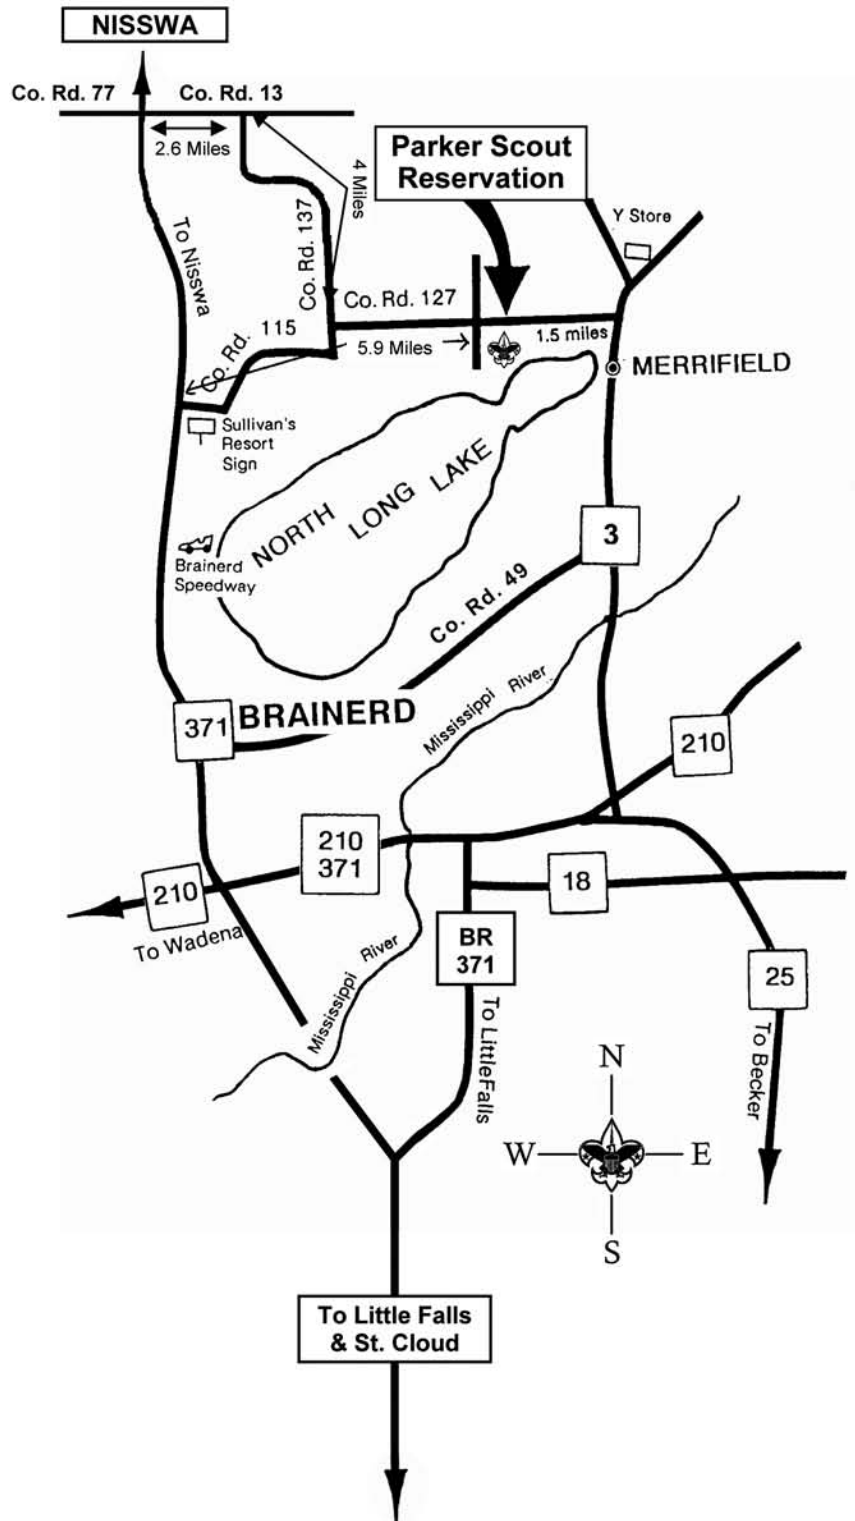 NISSWA
Co. Rd. 77
Co. Rd. 13
2.6 Miles
4 Miles
Parker Scout
Reservation
Y Store
To Nisswa
Co. Rd. 137
Co. Rd. 127
Co. Rd. 115
5.9 Miles
1.5 miles
MERRIFIELD
Sullivan's
Resort
Sign
NORTH LONG LAKE
3
Brainerd
Speedway
Co. Rd. 49
Mississippi River
371
BRAINERD
210
210
371
18
210
To Wadena
BR
371
Mississippi River
25
To LittleFalls
To Becker
N
W
E
S
To Little Falls
& St. Cloud